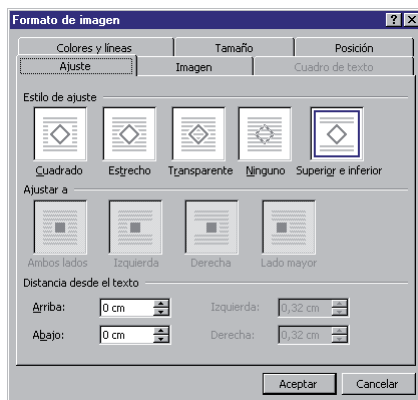 Formato de imagen
Colores y líneas Tamaño Posición
Ajuste Imagen Cuadro de texto
Estilo de ajuste
Cuadrado Estrecho Transparente Ninguno Superior e inferior
Ajustar a
Ambos lados Izquierda Derecha Lado mayor
Distancia desde el texto
Arriba: 0 cm Izquierda: 0,32 cm
Abajo: 0 cm Derecha: 0,32 cm
Aceptar Cancelar